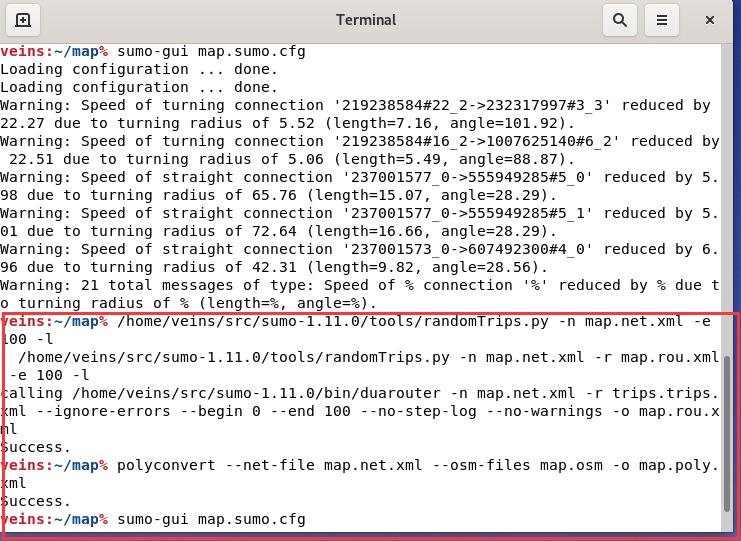 Terminal
veins:~/map% sumo-gui map.sumo.cfg
Loading configuration ... done.
Loading configuration ... done.
Warning: Speed of turning connection '219238584#22_2->232317997#3_3' reduced by
22.27 due to turning radius of 5.52 (length=7.16, angle=101.92).
Warning: Speed of turning connection '219238584#16_2->1007625140#6_2' reduced by
 22.51 due to turning radius of 5.06 (length=5.49, angle=88.87).
Warning: Speed of straight connection '237001577_0->555949285#5_0' reduced by 5.
98 due to turning radius of 65.76 (length=15.07, angle=28.29).
Warning: Speed of straight connection '237001577_0->555949285#5_1' reduced by 5.
01 due to turning radius of 72.64 (length=16.66, angle=28.29).
Warning: Speed of straight connection '237001573_0->607492300#4_0' reduced by 6.
96 due to turning radius of 42.31 (length=9.82, angle=28.56).
Warning: 21 total messages of type: Speed of % connection '%' reduced by % due t
o turning radius of % (length=%, angle=%).
veins:~/map% /home/veins/src/sumo-1.11.0/tools/randomTrips.py -n map.net.xml -e
100 -l
  /home/veins/src/sumo-1.11.0/tools/randomTrips.py -n map.net.xml -r map.rou.xml
 -e 100 -l
calling /home/veins/src/sumo-1.11.0/bin/duarouter -n map.net.xml -r trips.trips.
xml --ignore-errors --begin 0 --end 100 --no-step-log --no-warnings -o map.rou.x
ml
Success.
veins:~/map% polyconvert --net-file map.net.xml --osm-files map.osm -o map.poly.
xml
Success.
veins:~/map% sumo-gui map.sumo.cfg